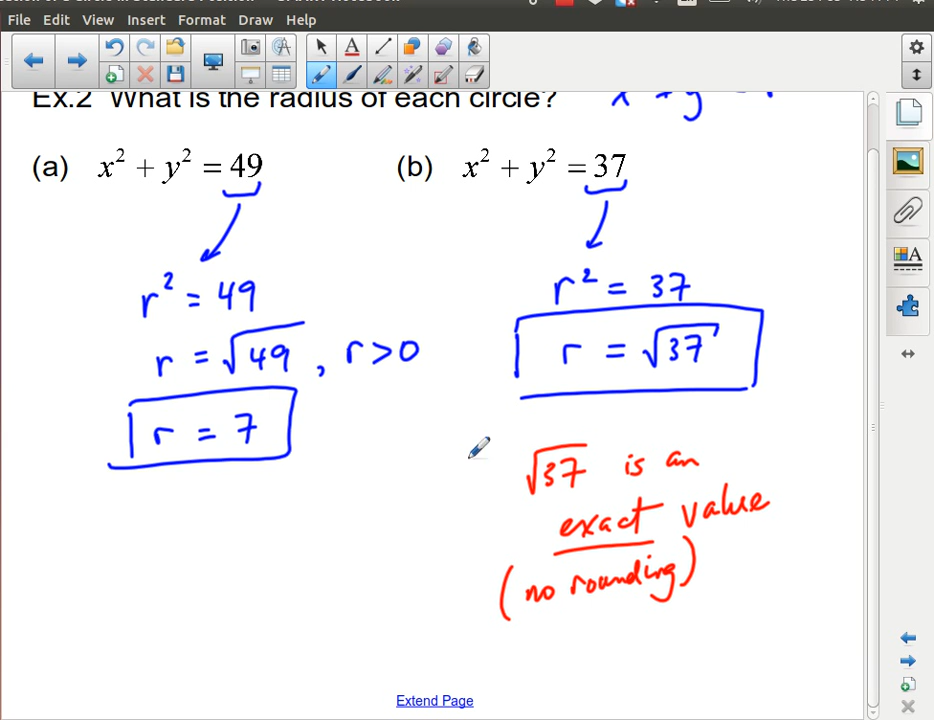 File Edit View Insert Format Draw Help
Ex.2 What is the radius of each circle?
(a) x² + y² = 49 (b) x² + y² = 37
r² = 49
r = √49 , r > 0
r = 7
r² = 37
r = √37
√37 is an
exact value
(no rounding)
Extend Page